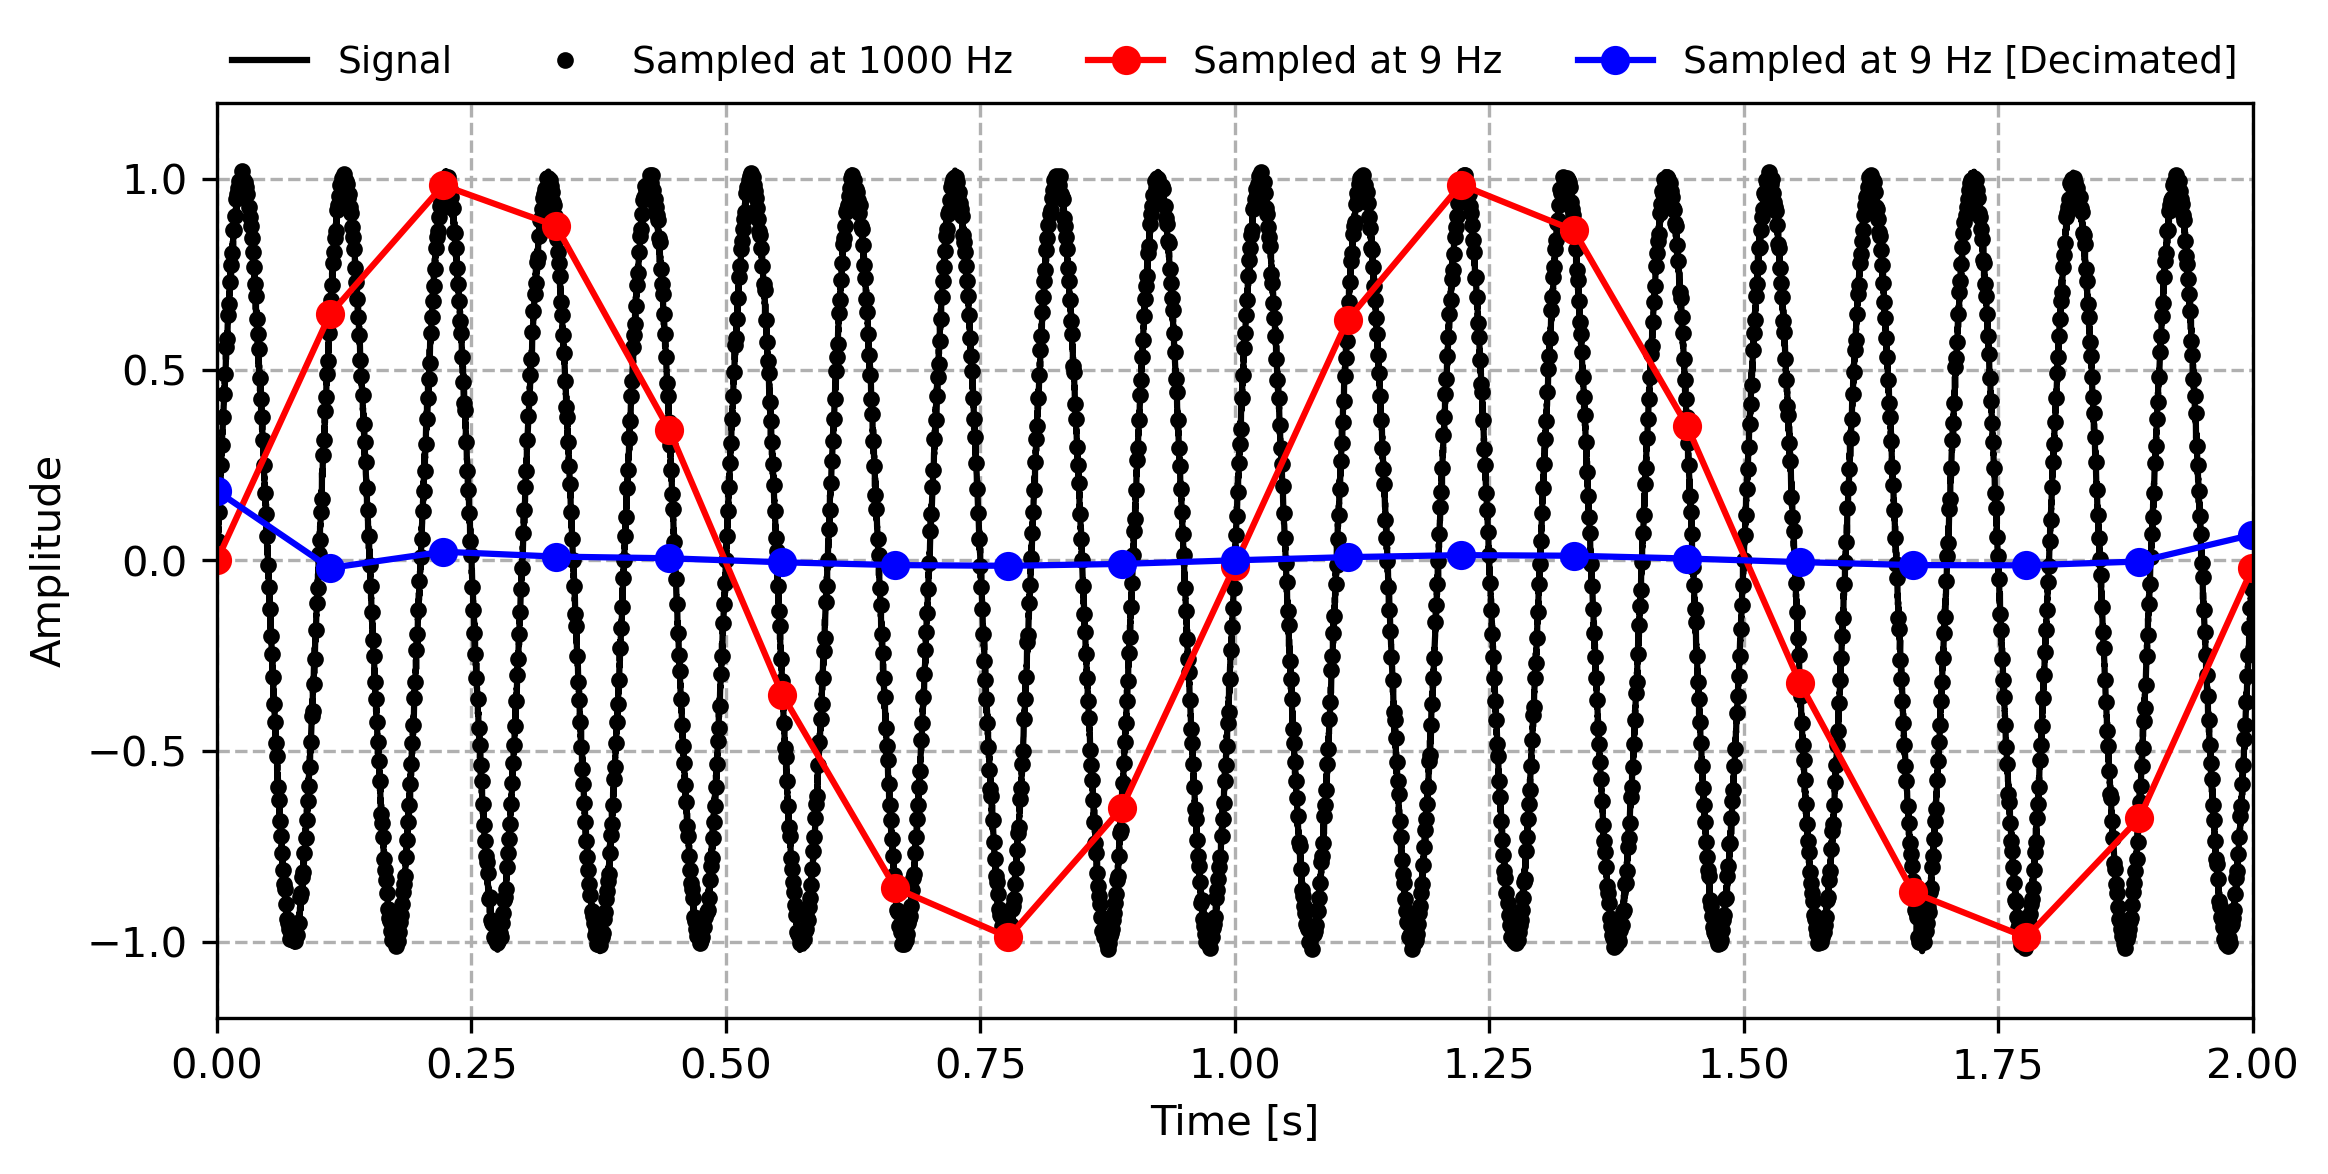 Signal Sampled at 1000 Hz Sampled at 9 Hz Sampled at 9 Hz [Decimated]
1.0
0.5
0.0
−0.5
−1.0
Amplitude
0.00 0.25 0.50 0.75 1.00 1.25 1.50 1.75 2.00
Time [s]